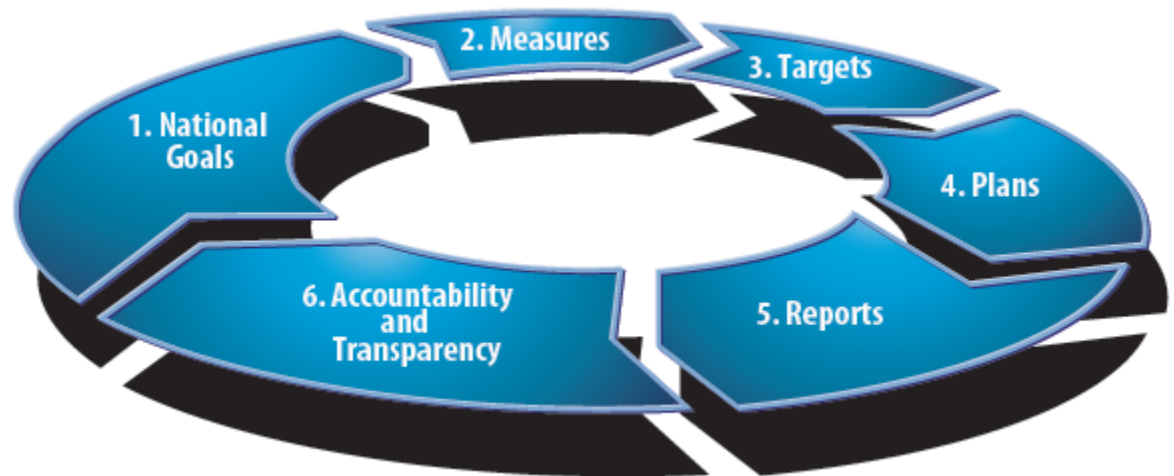 1. National
Goals
2. Measures
3. Targets
4. Plans
5. Reports
6. Accountability
and
Transparency